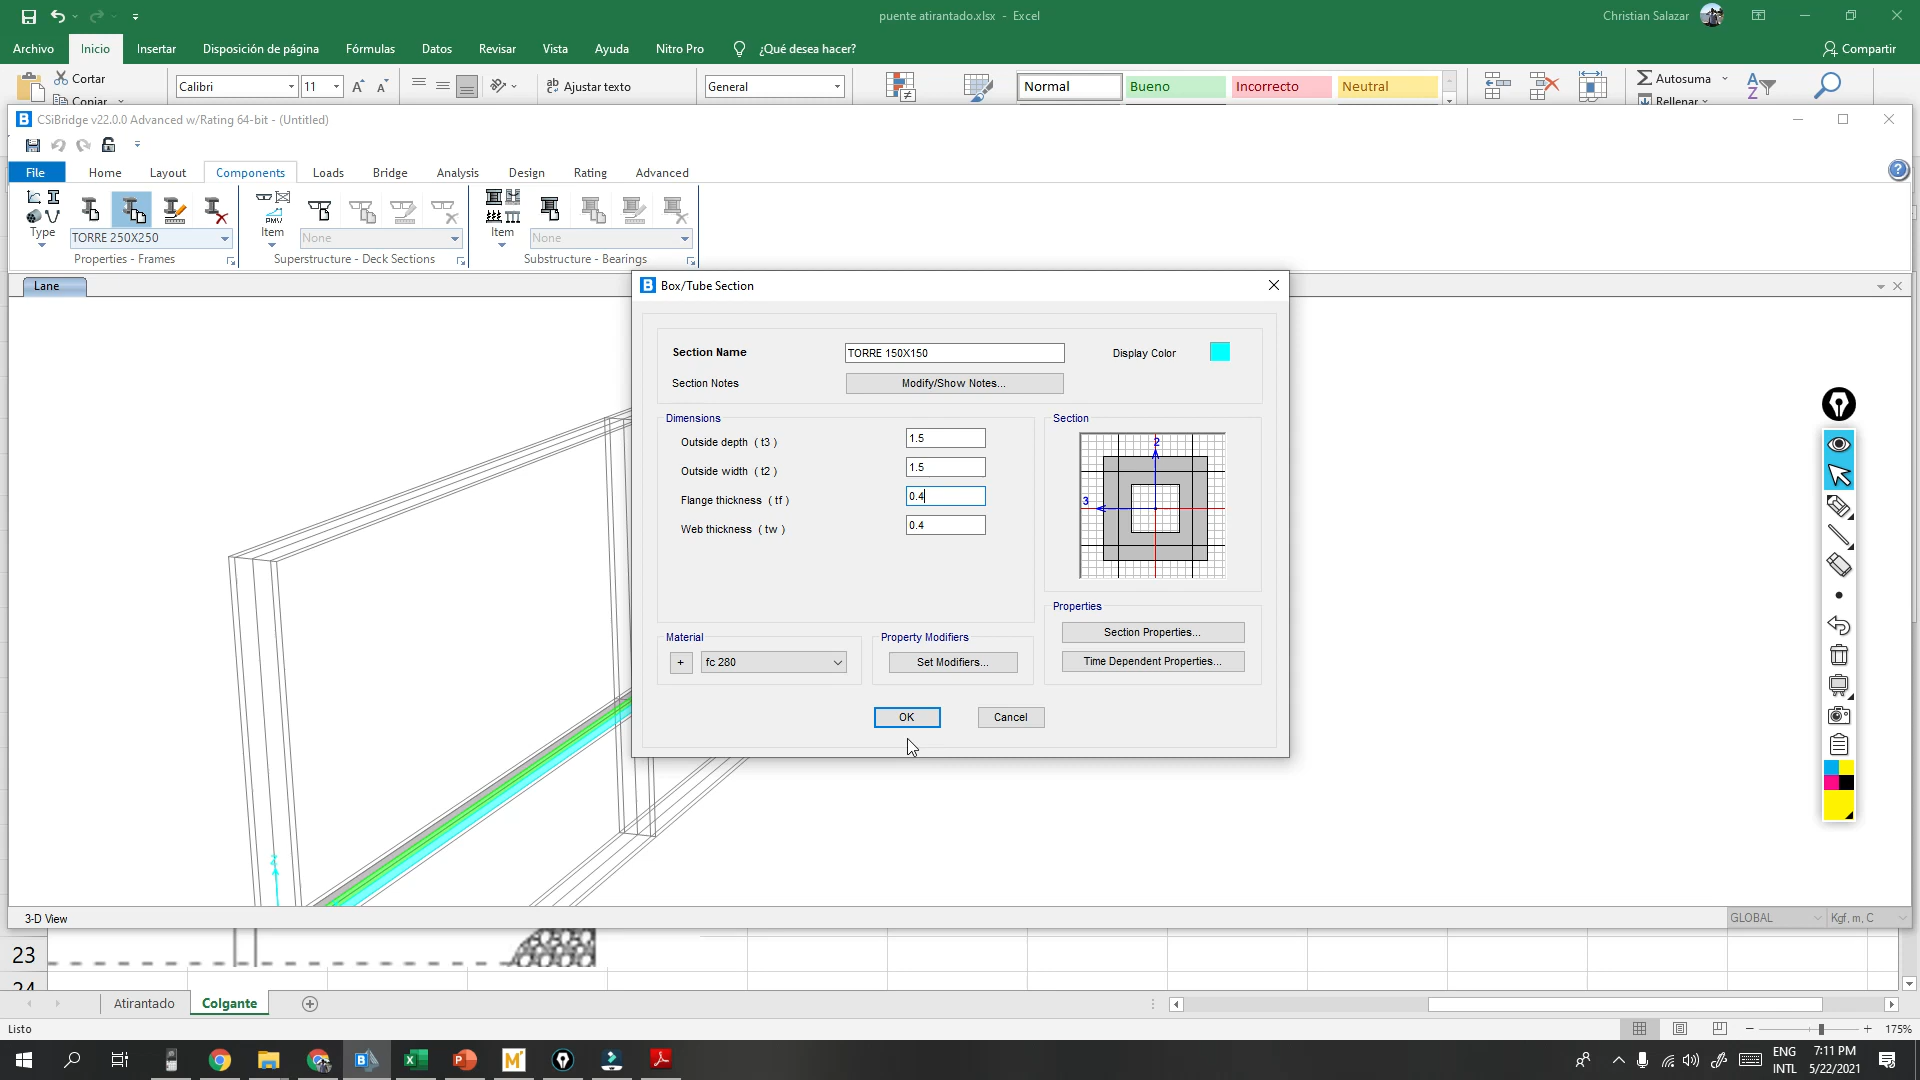 puente atirantado.xlsx - Excel
Christian Salazar
Archivo Inicio Insertar Disposición de página Fórmulas Datos Revisar Vista Ayuda Nitro Pro ¿Qué desea hacer? Compartir
Cortar
Copiar
Calibri 11
Ajustar texto
General
Normal Bueno Incorrecto Neutral
Autosuma
Rellenar
CSiBridge v22.0.0 Advanced w/Rating 64-bit - (Untitled)
File Home Layout Components Loads Bridge Analysis Design Rating Advanced
Type
TORRE 250X250
Properties - Frames
Item
None
Superstructure - Deck Sections
Item
None
Substructure - Bearings
Lane
Box/Tube Section
Section Name TORRE 150X150 Display Color
Section Notes Modify/Show Notes...
Dimensions
Outside depth ( t3 ) 1.5
Outside width ( t2 ) 1.5
Flange thickness ( tf ) 0.4
Web thickness ( tw ) 0.4
Section
2
3
Properties
Section Properties...
Time Dependent Properties...
Material
+ fc 280
Property Modifiers
Set Modifiers...
OK Cancel
Z
3-D View
GLOBAL Kgf, m, C
23
24
Atirantado Colgante
Listo
175%
ENG
INTL
7:11 PM
5/22/2021